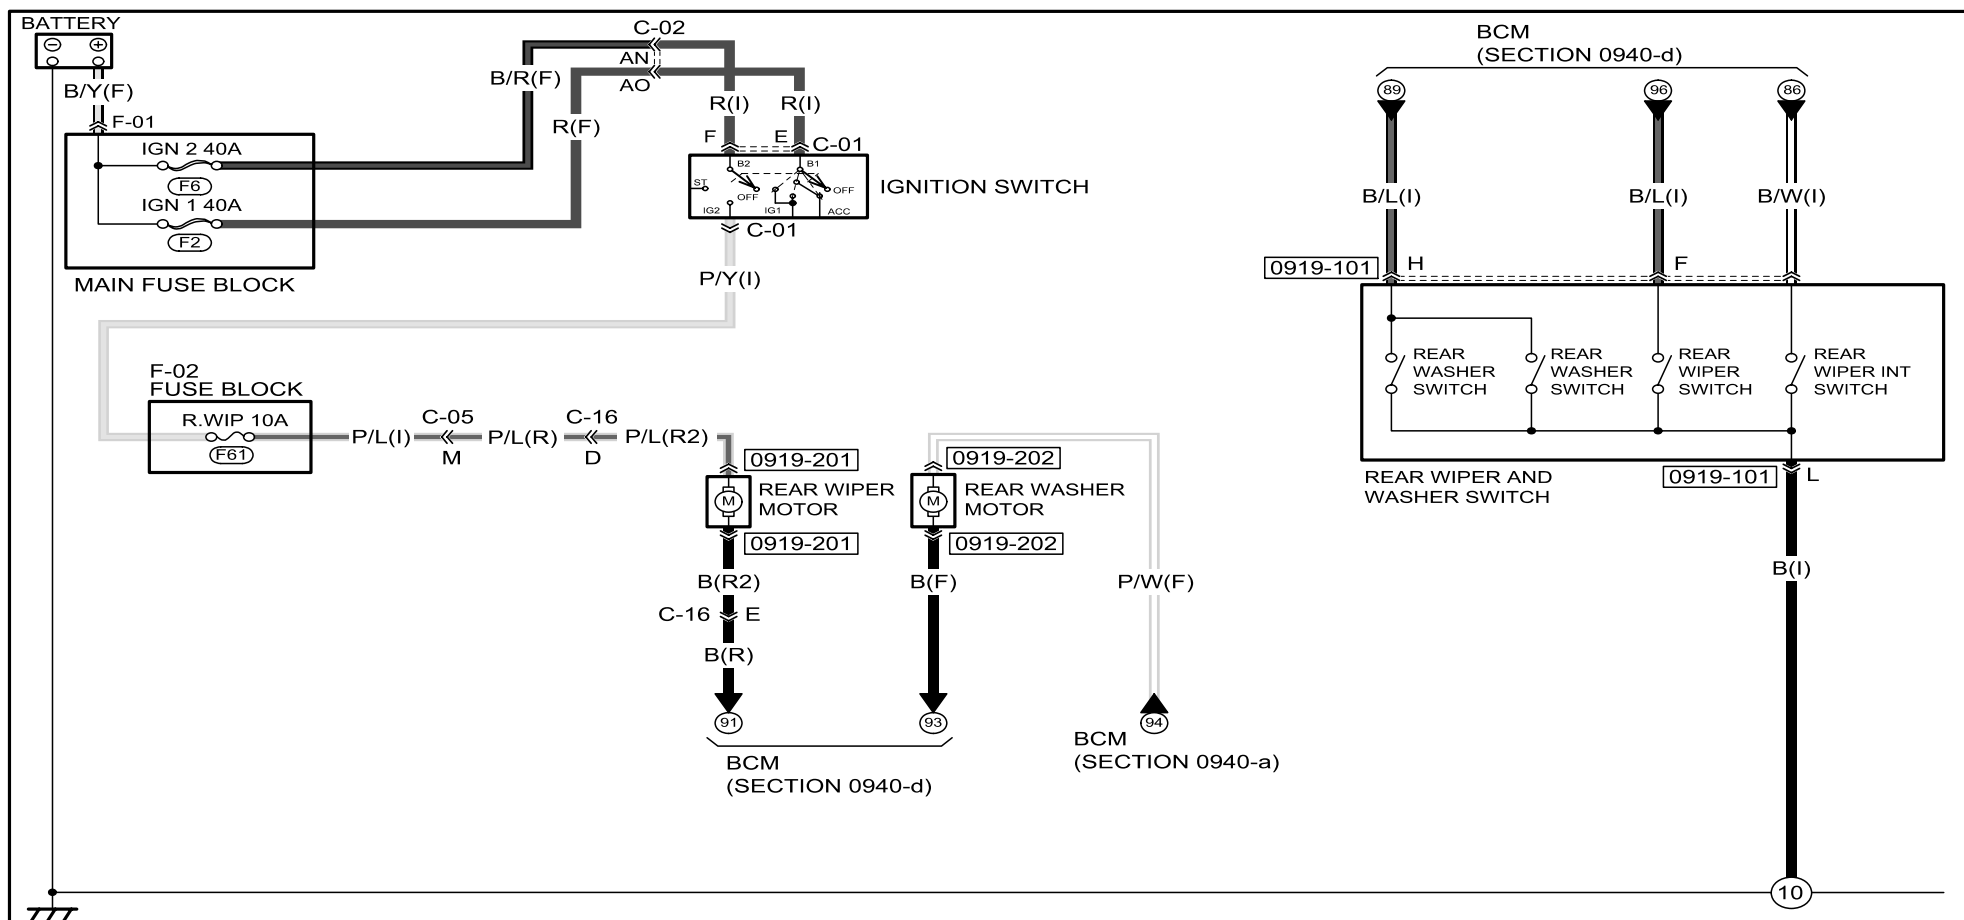 BATTERY
B/Y(F)
F-01
IGN 2 40A
F6
IGN 1 40A
F2
MAIN FUSE BLOCK
B/R(F)
R(F)
C-02
AN
AO
R(I)
R(I)
F
E
C-01
B2
B1
ST
OFF
OFF
IG2
IG1
ACC
IGNITION SWITCH
C-01
P/Y(I)
F-02
FUSE BLOCK
R.WIP 10A
F61
P/L(I)
C-05
M
P/L(R)
C-16
D
P/L(R2)
0919-201
M
REAR WIPER
MOTOR
0919-201
B(R2)
C-16
E
B(R)
91
0919-202
M
REAR WASHER
MOTOR
0919-202
B(F)
93
BCM
(SECTION 0940-d)
P/W(F)
94
BCM
(SECTION 0940-a)
BCM
(SECTION 0940-d)
89
96
86
B/L(I)
B/L(I)
B/W(I)
0919-101
H
F
REAR
WASHER
SWITCH
REAR
WASHER
SWITCH
REAR
WIPER
SWITCH
REAR
WIPER INT
SWITCH
REAR WIPER AND
WASHER SWITCH
0919-101
L
B(I)
10